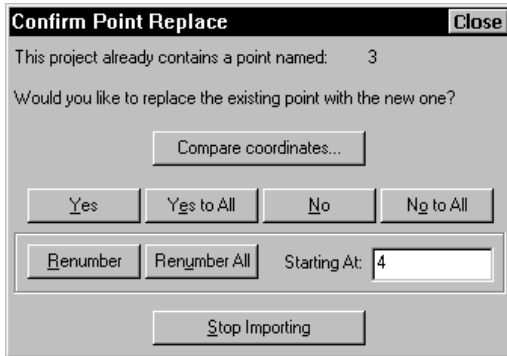 Confirm Point Replace Close
This project already contains a point named: 3
Would you like to replace the existing point with the new one?
Compare coordinates...
Yes Yes to All No No to All
Renumber Renumber All Starting At: 4
Stop Importing